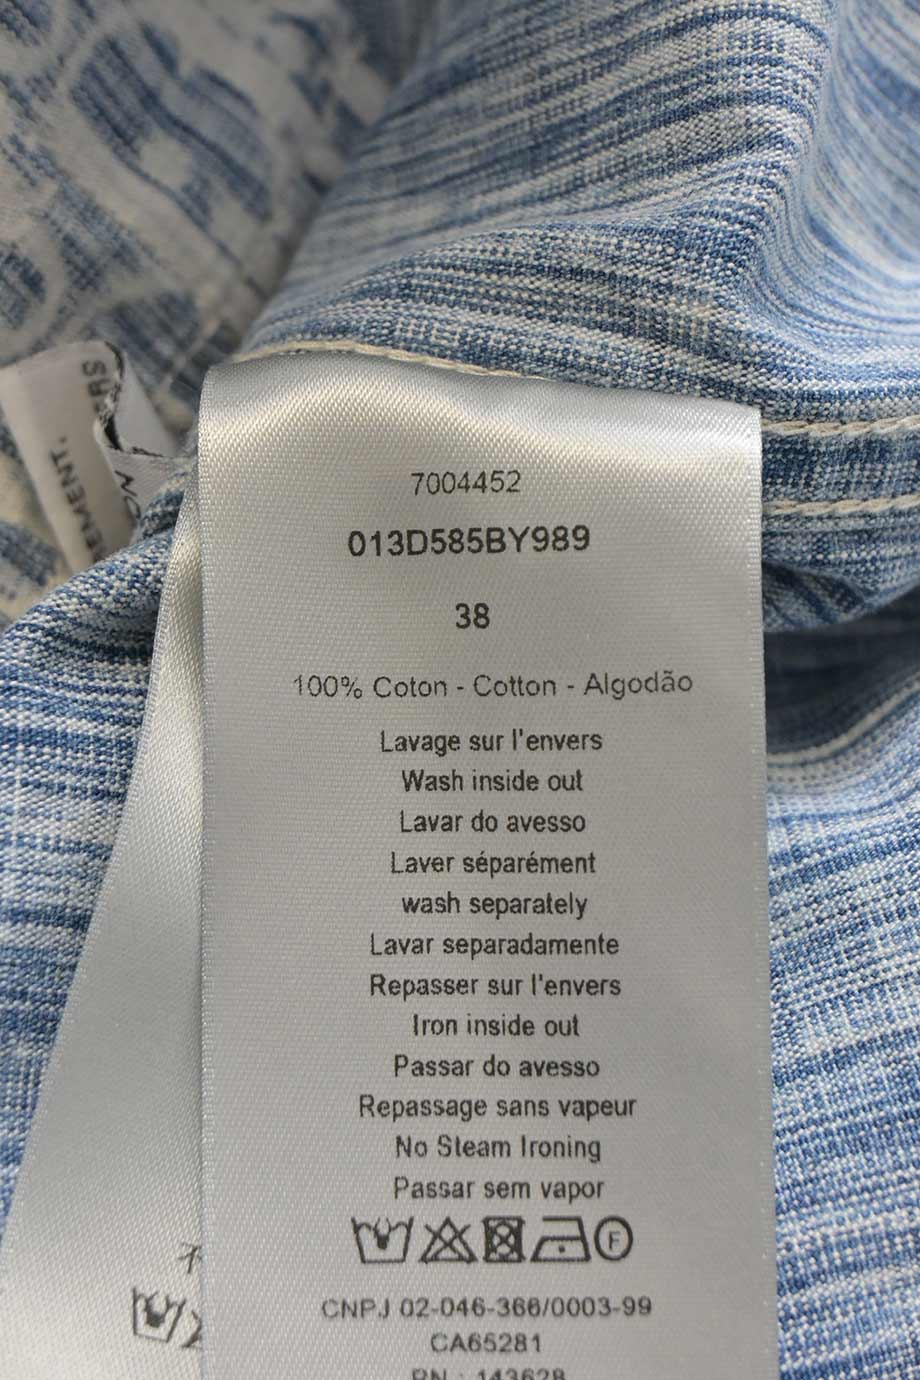 7004452
013D585BY989
38
100% Coton - Cotton - Algodão
Lavage sur l'envers
Wash inside out
Lavar do avesso
Laver séparément
wash separately
Lavar separadamente
Repasser sur l'envers
Iron inside out
Passar do avesso
Repassage sans vapeur
No Steam Ironing
Passar sem vapor
F
CNPJ 02-046-366/0003-99
CA65281
RN : 143628